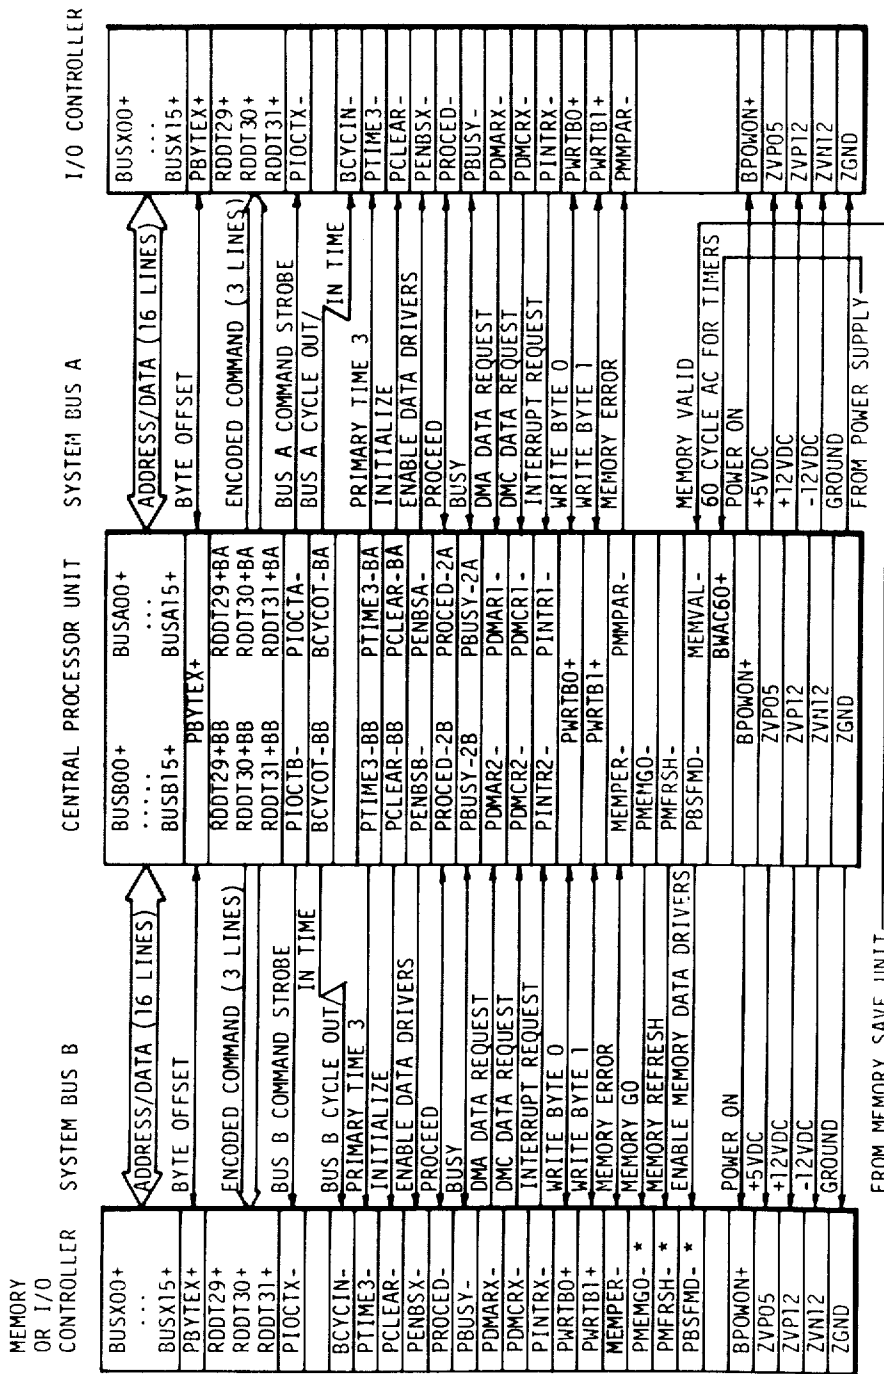 MEMORY
OR I/O
CONTROLLER
BUSX00+
...
BUSX15+
PBYTEX+
RDDT29+
RDDT30+
RDDT31+
PIOCTX-
BCYCIN-
PTIME3-
PCLEAR-
PENBSX-
PROCED-
PBUSY-
PDMARX-
PDMCRX-
PINTRX-
PWRTB0+
PWRTB1+
MEMPER-
PMEMGO- *
PMFRSH- *
PBSFMD- *
BPOWON+
ZVP05
ZVP12
ZVN12
ZGND
SYSTEM BUS B
ADDRESS/DATA (16 LINES)
BYTE OFFSET
ENCODED COMMAND (3 LINES)
BUS B COMMAND STROBE
IN TIME
BUS B CYCLE OUT/
PRIMARY TIME 3
INITIALIZE
ENABLE DATA DRIVERS
PROCEED
BUSY
DMA DATA REQUEST
DMC DATA REQUEST
INTERRUPT REQUEST
WRITE BYTE 0
WRITE BYTE 1
MEMORY ERROR
MEMORY GO
MEMORY REFRESH
ENABLE MEMORY DATA DRIVERS
POWER ON
+5VDC
+12VDC
-12VDC
GROUND
FROM MEMORY SAVE UNIT
CENTRAL PROCESSOR UNIT
BUSB00+ BUSA00+
..... ...
BUSB15+ BUSA15+
PBYTEX+
RDDT29+BB RDDT29+BA
RDDT30+BB RDDT30+BA
RDDT31+BB RDDT31+BA
PIOCTB- PIOCTA-
BCYCOT-BB BCYCOT-BA
PTIME3-BB PTIME3-BA
PCLEAR-BB PCLEAR-BA
PENBSB- PENBSA-
PROCED-2B PROCED-2A
PBUSY-2B PBUSY-2A
PDMAR2- PDMAR1-
PDMCR2- PDMCR1-
PINTR2- PINTR1-
PWRTB0+
PWRTB1+
MEMPER- PMMPAR-
PMEMGO-
PMFRSH-
PBSFMD- MEMVAL-
BWAC60+
BPOWON+
ZVP05
ZVP12
ZVN12
ZGND
SYSTEM BUS A
ADDRESS/DATA (16 LINES)
BYTE OFFSET
ENCODED COMMAND (3 LINES)
BUS A COMMAND STROBE
BUS A CYCLE OUT/
IN TIME
PRIMARY TIME 3
INITIALIZE
ENABLE DATA DRIVERS
PROCEED
BUSY
DMA DATA REQUEST
DMC DATA REQUEST
INTERRUPT REQUEST
WRITE BYTE 0
WRITE BYTE 1
MEMORY ERROR
MEMORY VALID
60 CYCLE AC FOR TIMERS
POWER ON
+5VDC
+12VDC
-12VDC
GROUND
FROM POWER SUPPLY
I/O CONTROLLER
BUSX00+
...
BUSX15+
PBYTEX+
RDDT29+
RDDT30+
RDDT31+
PIOCTX-
BCYCIN-
PTIME3-
PCLEAR-
PENBSX-
PROCED-
PBUSY-
PDMARX-
PDMCRX-
PINTRX-
PWRTB0+
PWRTB1+
PMMPAR-
BPOWON+
ZVP05
ZVP12
ZVN12
ZGND